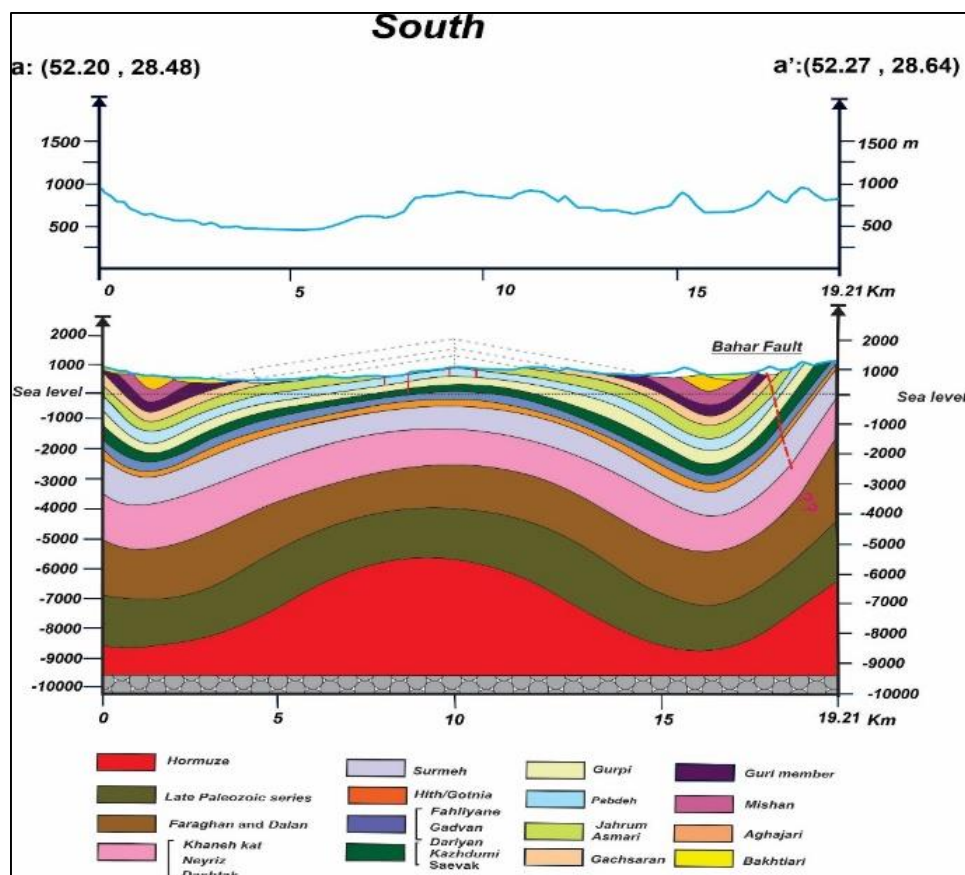 South
a: (52.20 , 28.48)
a':(52.27 , 28.64)
1500
1000
500
1500 m
1000
500
0
5
10
15
19.21 Km
2000
1000
Sea level
-1000
-2000
-3000
-4000
-5000
-6000
-7000
-8000
-9000
-10000
Bahar Fault
2000
1000
Sea level
-1000
-2000
-3000
-4000
-5000
-6000
-7000
-8000
-9000
-10000
0
5
10
15
19.21 Km
Hormuze
Late Paleozoic series
Faraghan and Dalan
Khaneh kat
Neyriz
Dashtak
Surmeh
Hith/Gotnia
Fahliyane
Gadvan
Dariyan
Kazhdumi
Saevak
Gurpi
Pabdeh
Jahrum
Asmari
Gachsaran
Guri member
Mishan
Aghajari
Bakhtiari